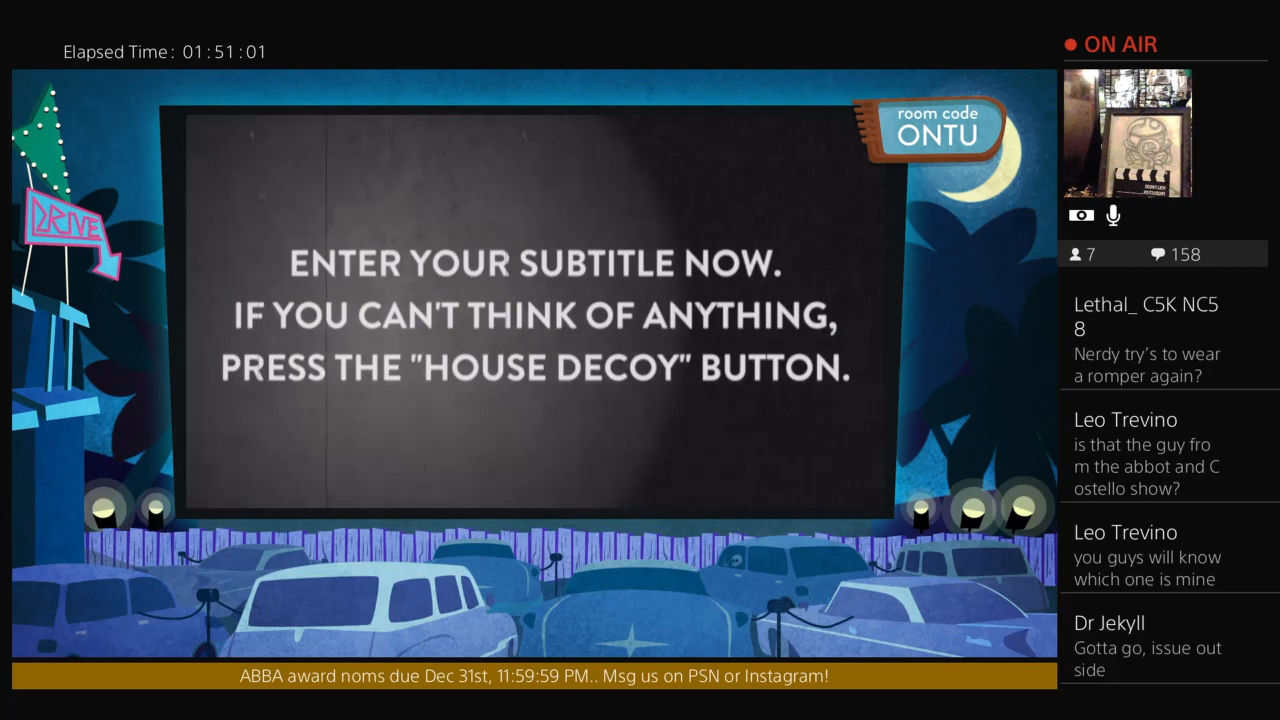 Elapsed Time: 01:51:01
ON AIR
room code
ONTU
DRIVE
ENTER YOUR SUBTITLE NOW.
IF YOU CAN'T THINK OF ANYTHING,
PRESS THE "HOUSE DECOY" BUTTON.
7
158
Lethal_ C5K NC5
8
Nerdy try's to wear
a romper again?
Leo Trevino
is that the guy fro
m the abbot and C
ostello show?
Leo Trevino
you guys will know
which one is mine
Dr Jekyll
Gotta go, issue out
side
ABBA award noms due Dec 31st, 11:59:59 PM.. Msg us on PSN or Instagram!